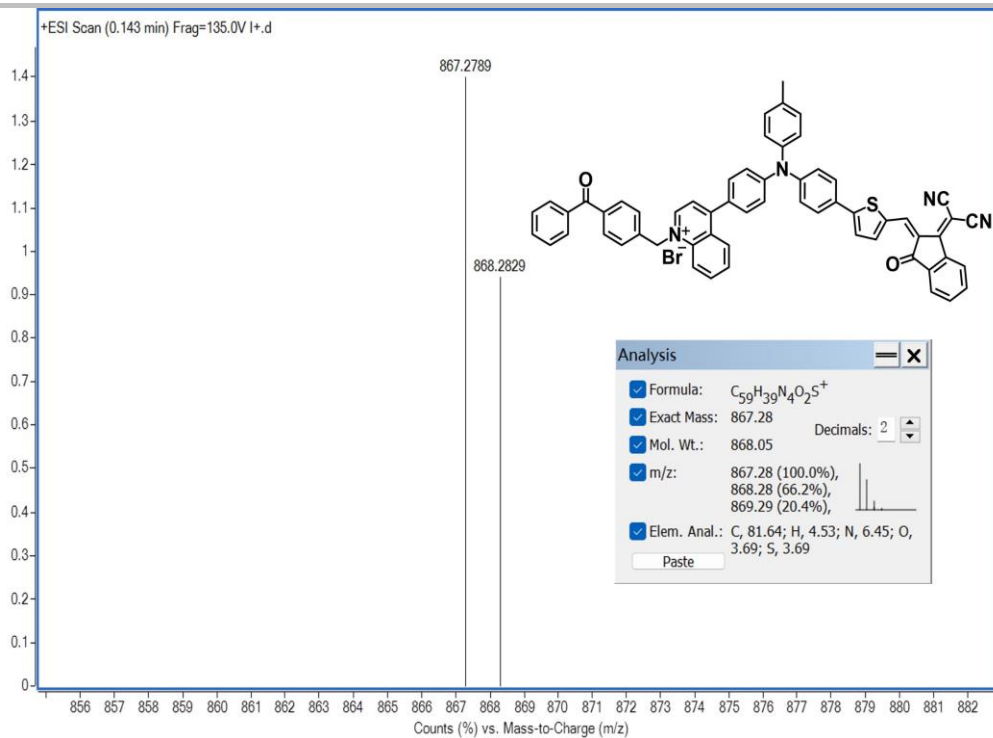 +ESI Scan (0.143 min) Frag=135.0V I+.d
867.2789
868.2829
1.4
1.3
1.2
1.1
1
0.9
0.8
0.7
0.6
0.5
0.4
0.3
0.2
0.1
0
O
N+
Br−
N
S
NC
CN
O
Analysis
Formula: C59H39N4O2S+
Exact Mass: 867.28
Decimals: 2
Mol. Wt.: 868.05
m/z: 867.28 (100.0%),
868.28 (66.2%),
869.29 (20.4%),
Elem. Anal.: C, 81.64; H, 4.53; N, 6.45; O,
3.69; S, 3.69
Paste
856 857 858 859 860 861 862 863 864 865 866 867 868 869 870 871 872 873 874 875 876 877 878 879 880 881 882
Counts (%) vs. Mass-to-Charge (m/z)